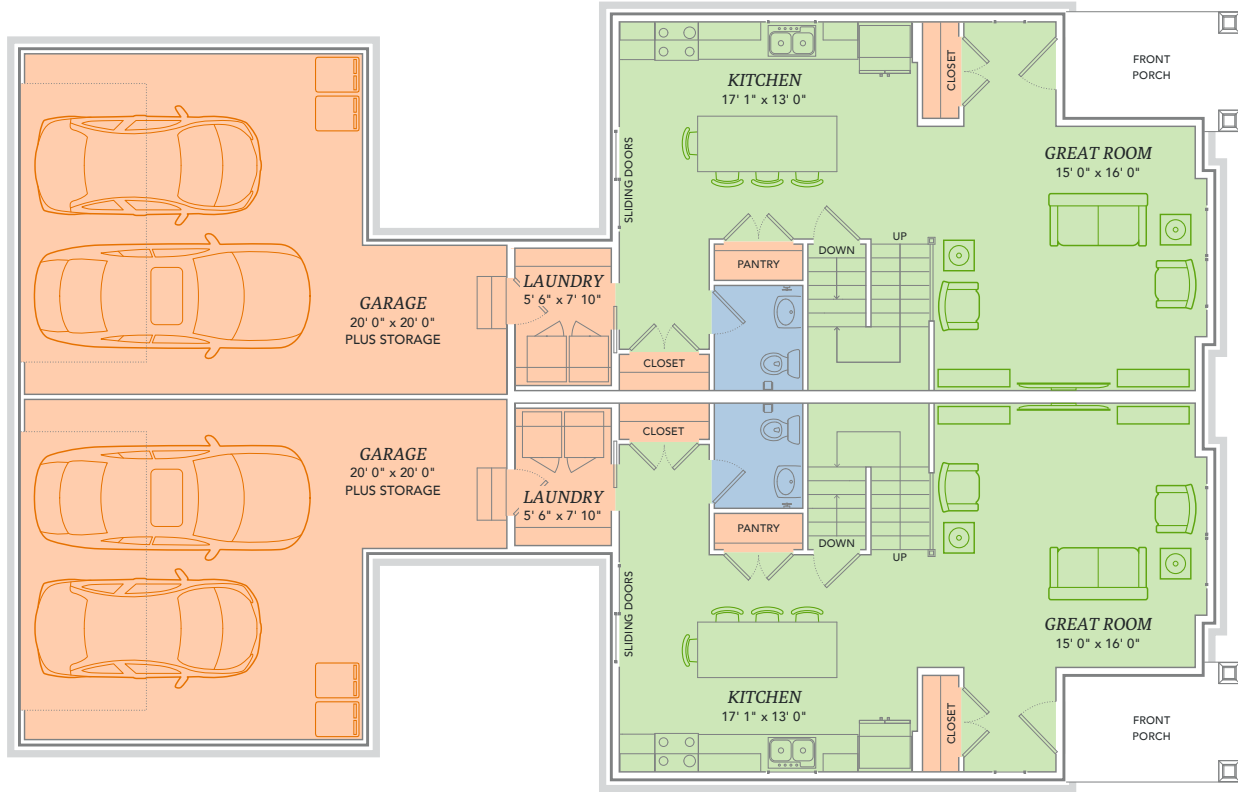 KITCHEN
17' 1" x 13' 0"
CLOSET
FRONT
PORCH
SLIDING DOORS
GREAT ROOM
15' 0" x 16' 0"
UP
DOWN
PANTRY
LAUNDRY
5' 6" x 7' 10"
GARAGE
20' 0" x 20' 0"
PLUS STORAGE
CLOSET
CLOSET
GARAGE
20' 0" x 20' 0"
PLUS STORAGE
LAUNDRY
5' 6" x 7' 10"
PANTRY
DOWN
UP
SLIDING DOORS
GREAT ROOM
15' 0" x 16' 0"
KITCHEN
17' 1" x 13' 0"
CLOSET
FRONT
PORCH